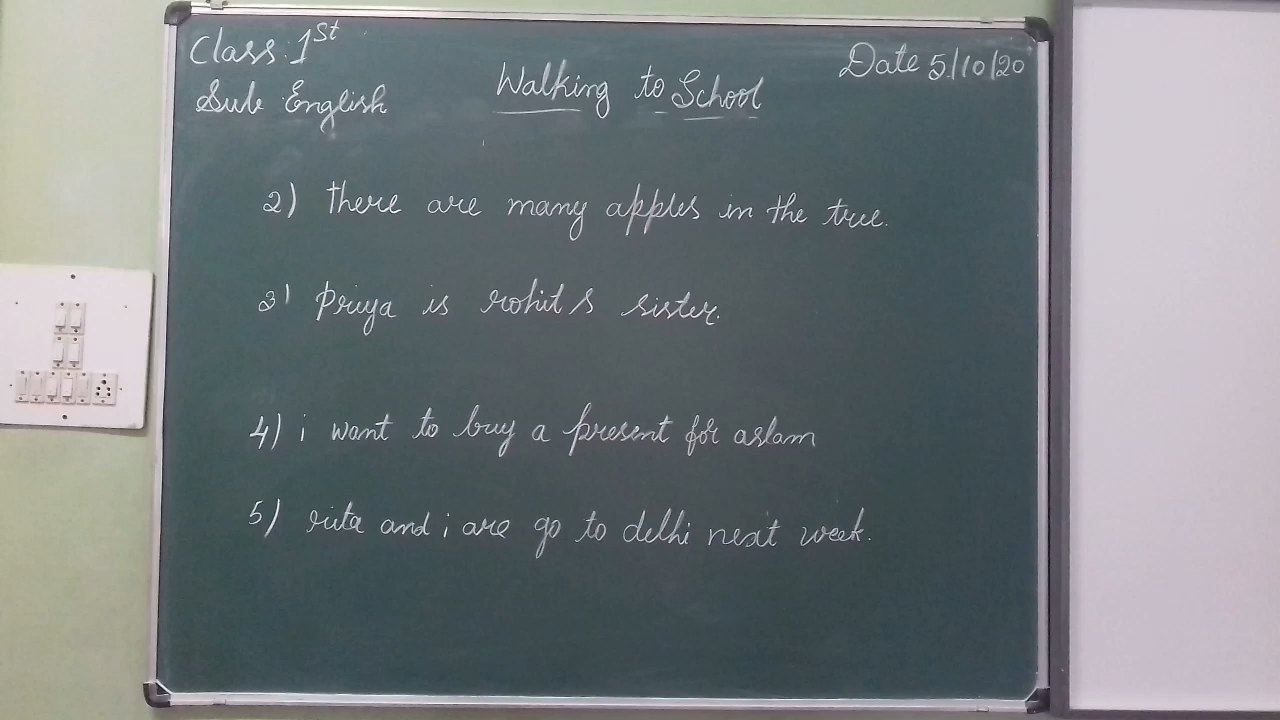 Class: 1st
Date 5/10/20
Sub English
Walking to School
2) there are many apples in the tree.
3) priya is rohit s sister.
4) i want to buy a present for aslam
5) rita and i are go to delhi next week.